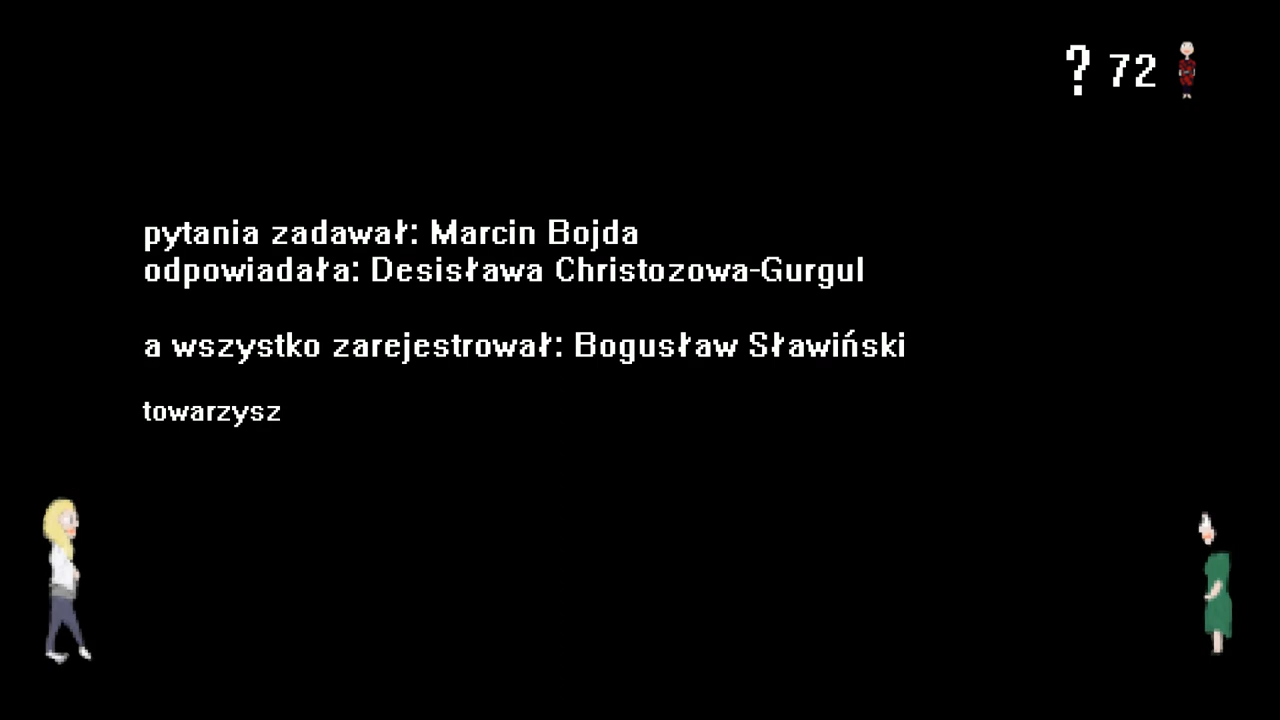 ? 72
pytania zadawał: Marcin Bojda
odpowiadała: Desisława Christozowa-Gurgul
a wszystko zarejestrował: Bogusław Sławiński
towarzysz